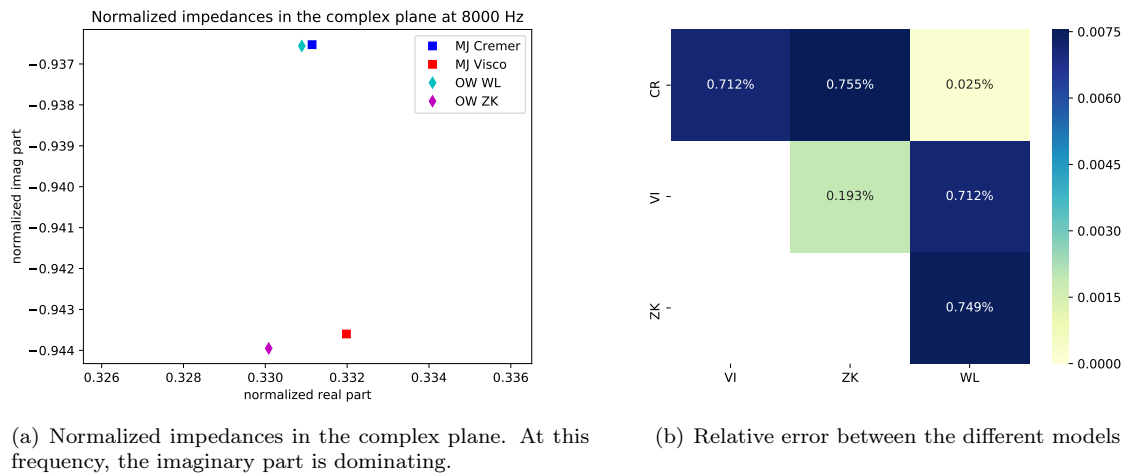 Normalized impedances in the complex plane at 8000 Hz
MJ Cremer
MJ Visco
OW WL
OW ZK
normalized imag part
−0.937
−0.938
−0.939
−0.940
−0.941
−0.942
−0.943
−0.944
0.326 0.328 0.330 0.332 0.334 0.336
normalized real part
CR
VI
ZK
0.712% 0.755% 0.025%
0.193% 0.712%
0.749%
VI ZK WL
0.0075
0.0060
0.0045
0.0030
0.0015
0.0000
(a) Normalized impedances in the complex plane. At this
frequency, the imaginary part is dominating.
(b) Relative error between the different models